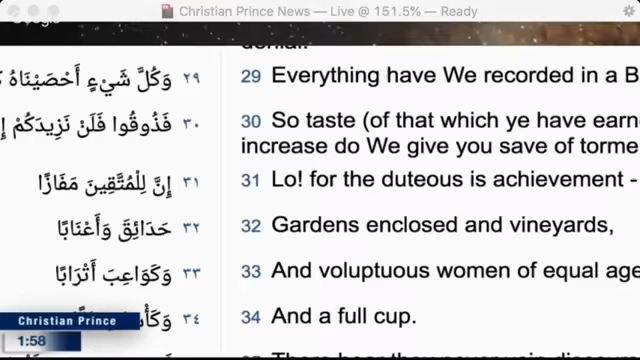 Christian Prince News — Live @ 151.5% — Ready
denial.
٢٩ وَكُلَّ شَيْءٍ أَحْصَيْنَاهُ
29 Everything have We recorded in a B
٣٠ فَذُوقُوا فَلَنْ نَزِيدَكُمْ
30 So taste (of that which ye have earne
increase do We give you save of torme
٣١ إِنَّ لِلْمُتَّقِينَ مَفَازًا
31 Lo! for the duteous is achievement -
٣٢ حَدَائِقَ وَأَعْنَابًا
32 Gardens enclosed and vineyards,
٣٣ وَكَوَاعِبَ أَتْرَابًا
33 And voluptuous women of equal age
٣٤
34 And a full cup.
Christian Prince
1:58